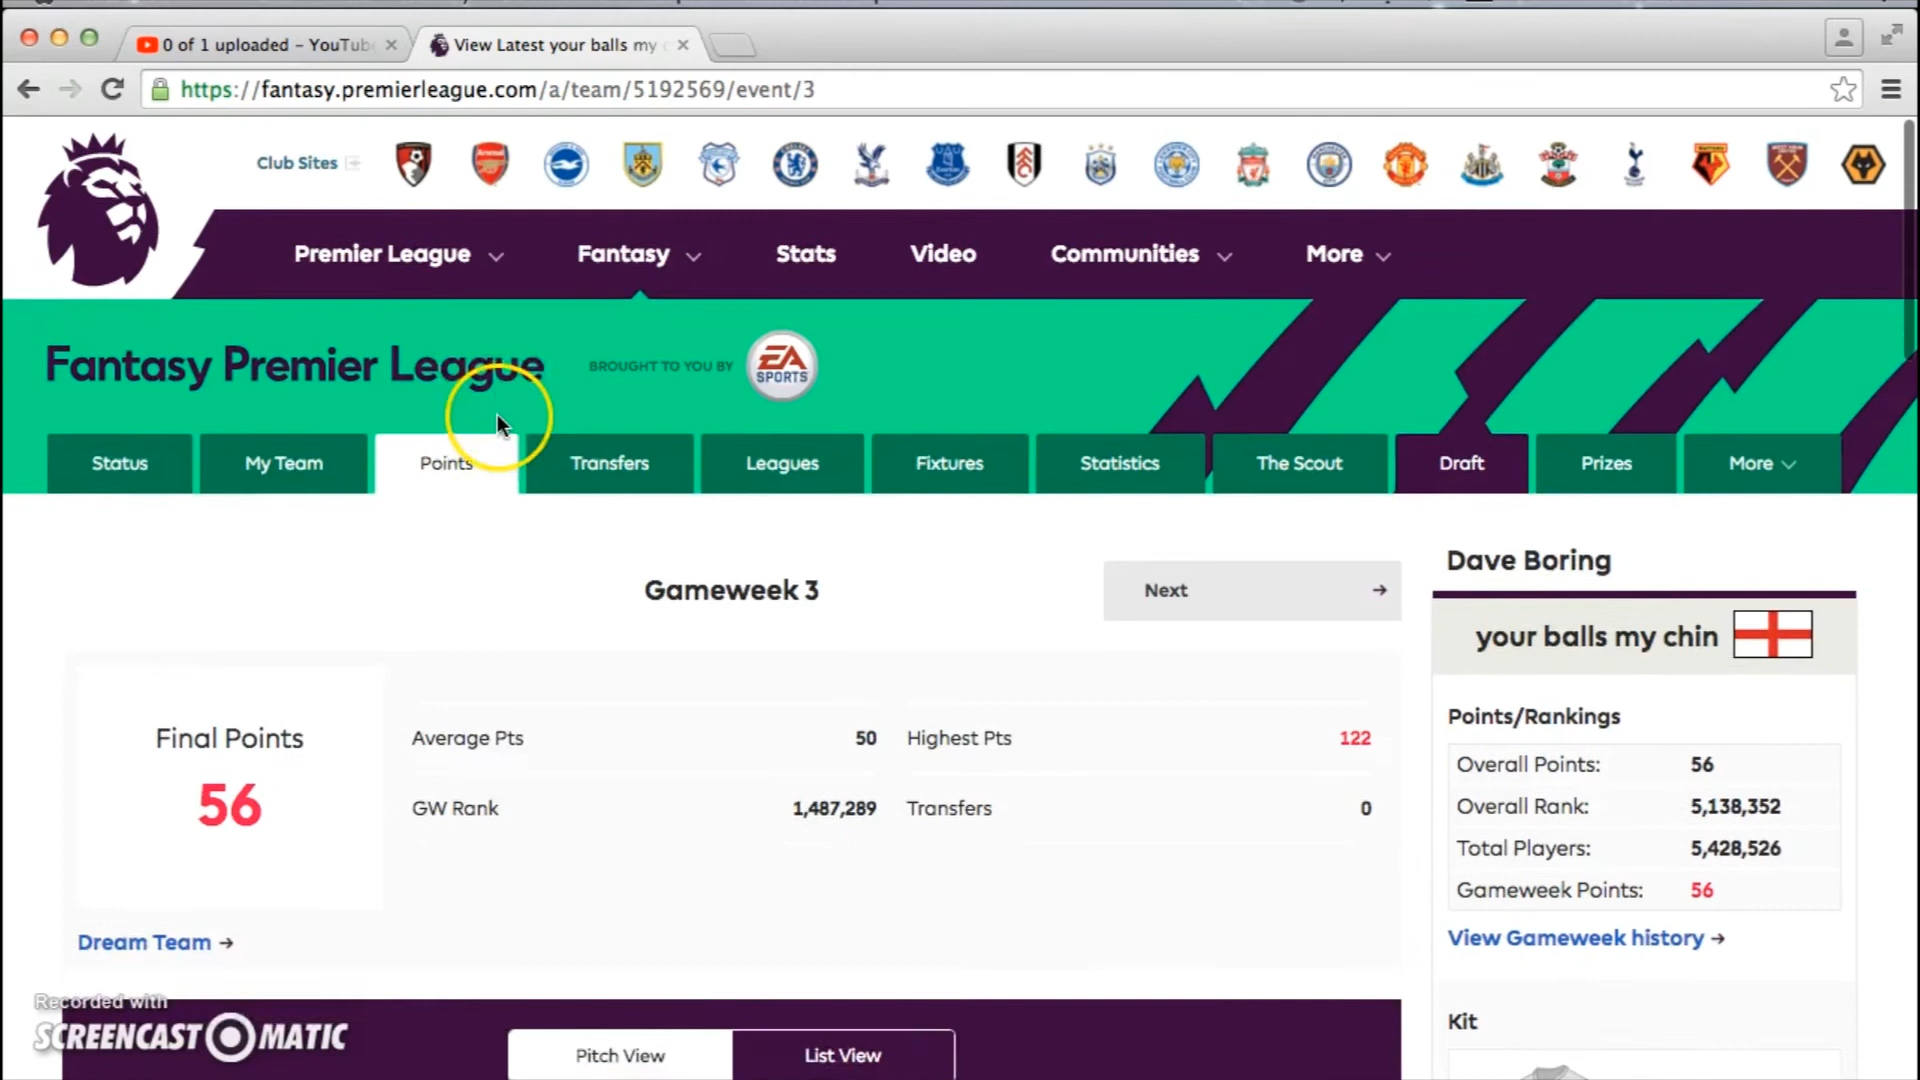 0 of 1 uploaded - YouTub
View Latest your balls my
https://fantasy.premierleague.com/a/team/5192569/event/3
Club Sites
Premier League
Fantasy
Stats
Video
Communities
More
Fantasy Premier League
BROUGHT TO YOU BY
EA SPORTS
Status
My Team
Points
Transfers
Leagues
Fixtures
Statistics
The Scout
Draft
Prizes
More
Gameweek 3
Next →
Final Points
56
Average Pts 50
Highest Pts 122
GW Rank 1,487,289
Transfers 0
Dream Team →
Dave Boring
your balls my chin
Points/Rankings
Overall Points: 56
Overall Rank: 5,138,352
Total Players: 5,428,526
Gameweek Points: 56
View Gameweek history →
Kit
Pitch View
List View
Recorded with
SCREENCAST-O-MATIC